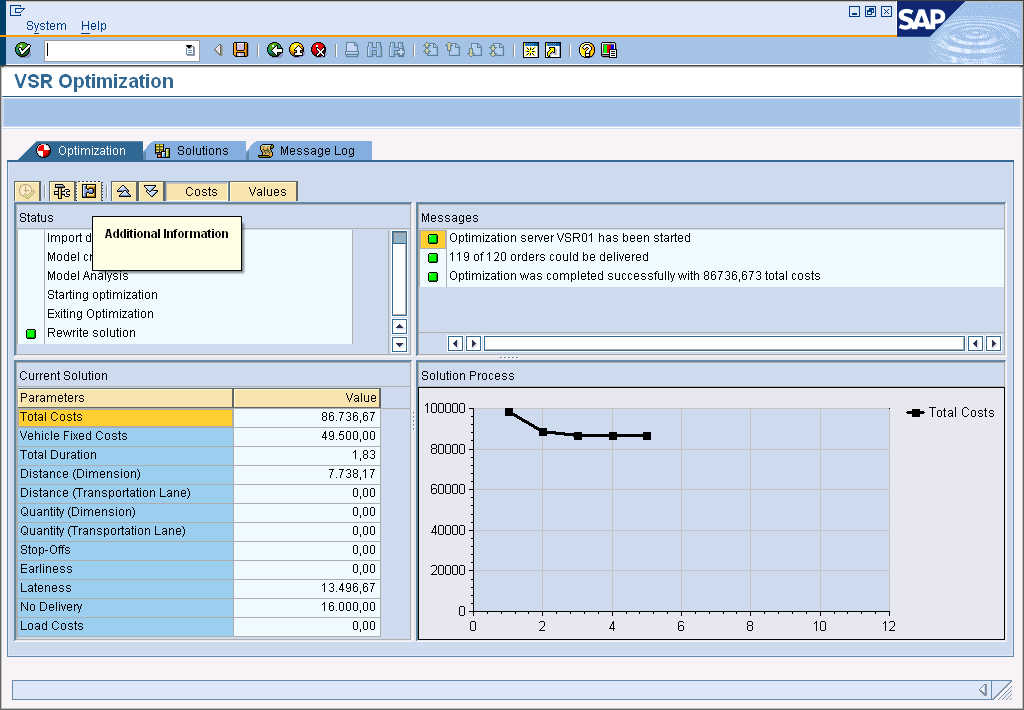 System Help
SAP
VSR Optimization
Optimization Solutions Message Log
Costs Values
Status
Import d
Model cr
Additional Information
Model Analysis
Starting optimization
Exiting Optimization
Rewrite solution
Messages
Optimization server VSR01 has been started
119 of 120 orders could be delivered
Optimization was completed successfully with 86736,673 total costs
Current Solution
Parameters Value
Total Costs 86.736,67
Vehicle Fixed Costs 49.500,00
Total Duration 1,83
Distance (Dimension) 7.738,17
Distance (Transportation Lane) 0,00
Quantity (Dimension) 0,00
Quantity (Transportation Lane) 0,00
Stop-Offs 0,00
Earliness 0,00
Lateness 13.496,67
No Delivery 16.000,00
Load Costs 0,00
Solution Process
100000
80000
60000
40000
20000
0
0 2 4 6 8 10 12
Total Costs